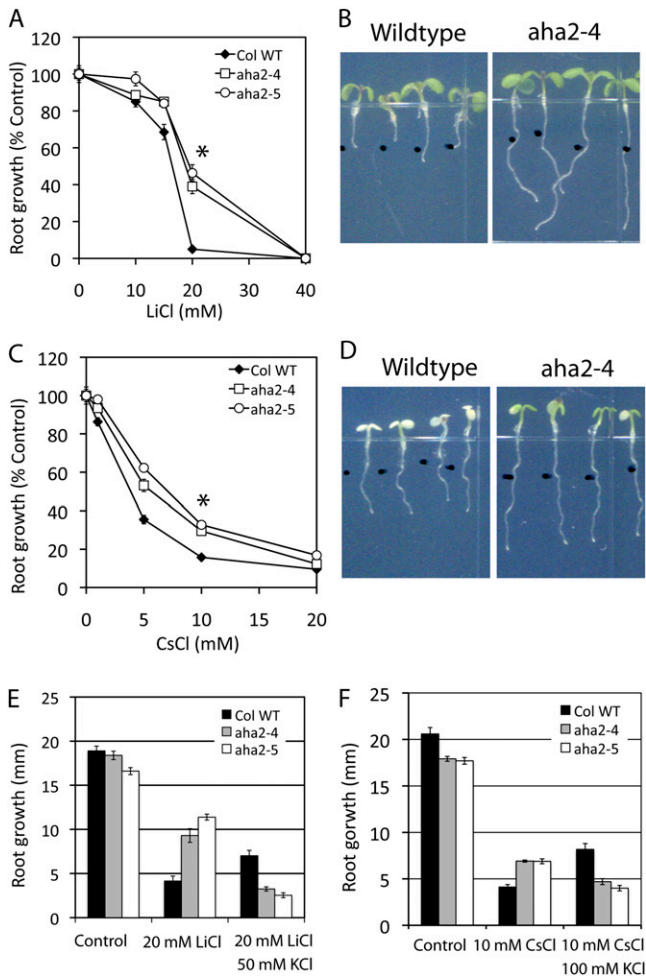 A
120
100
80
60
40
20
0
Root growth (% Control)
Col WT
aha2-4
aha2-5
*
0 10 20 30 40
LiCl (mM)
B
Wildtype aha2-4
C
120
100
80
60
40
20
0
Root growth (% Control)
Col WT
aha2-4
aha2-5
*
0 5 10 15 20
CsCl (mM)
D
Wildtype aha2-4
E
25
20
15
10
5
0
Root growth (mm)
Col WT
aha2-4
aha2-5
Control 20 mM LiCl 20 mM LiCl
50 mM KCl
F
25
20
15
10
5
0
Root gorwth (mm)
Col WT
aha2-4
aha2-5
Control 10 mM CsCl 10 mM CsCl
100 mM KCl